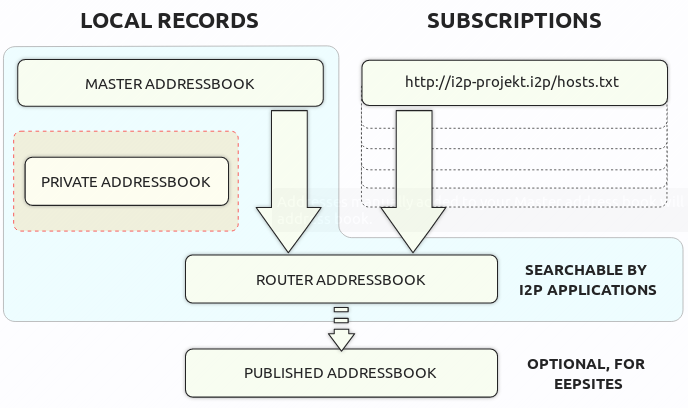 LOCAL RECORDS
SUBSCRIPTIONS
MASTER ADDRESSBOOK
http://i2p-projekt.i2p/hosts.txt
PRIVATE ADDRESSBOOK
ROUTER ADDRESSBOOK
SEARCHABLE BY
I2P APPLICATIONS
PUBLISHED ADDRESSBOOK
OPTIONAL, FOR
EEPSITES